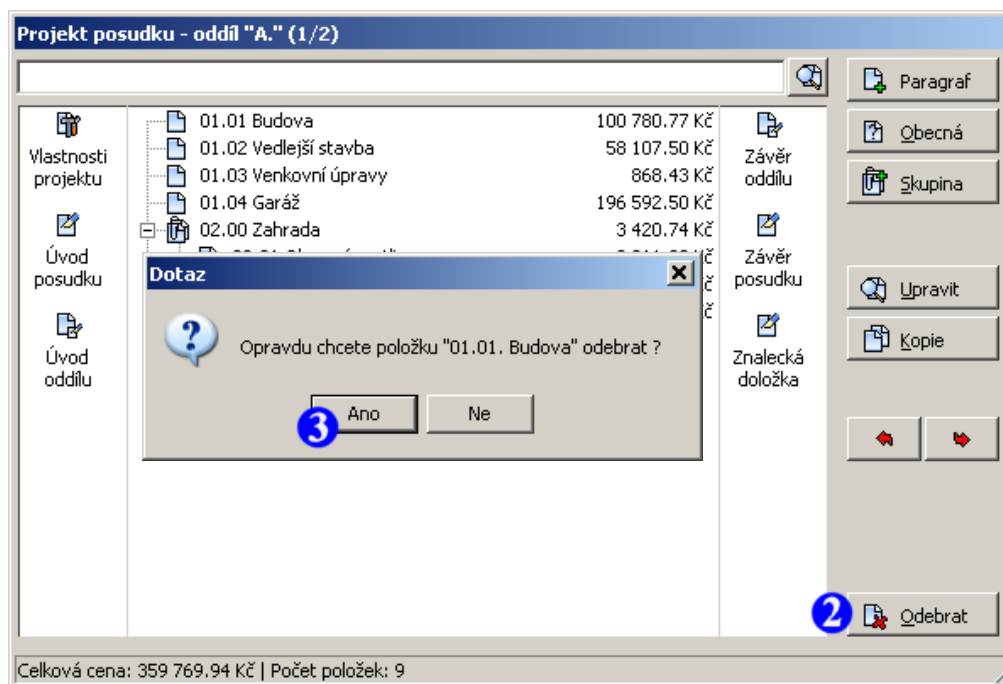 Projekt posudku - oddíl "A." (1/2)
Paragraf
Obecná
Skupina
Upravit
Kopie
Odebrat
2
Vlastnosti
projektu
Úvod
posudku
Úvod
oddílu
01.01 Budova 100 780.77 Kč
01.02 Vedlejší stavba 58 107.50 Kč
01.03 Venkovní úpravy 868.43 Kč
01.04 Garáž 196 592.50 Kč
02.00 Zahrada 3 420.74 Kč
Závěr
oddílu
Závěr
posudku
Znalecká
doložka
Dotaz
Opravdu chcete položku "01.01. Budova" odebrat ?
3
Ano
Ne
Celková cena: 359 769.94 Kč | Počet položek: 9